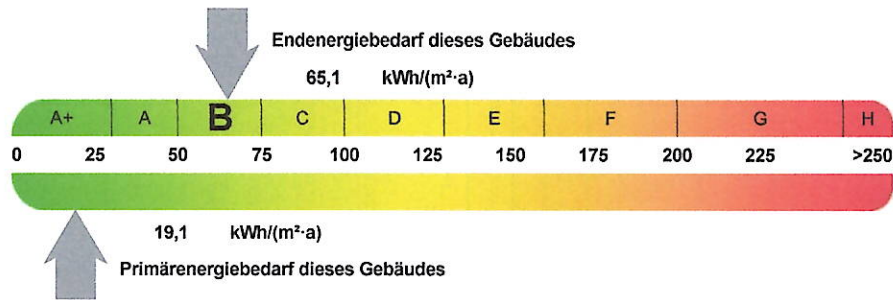 Endenergiebedarf dieses Gebäudes
65,1 kWh/(m²·a)
A+ A B C D E F G H
0 25 50 75 100 125 150 175 200 225 >250
19,1 kWh/(m²·a)
Primärenergiebedarf dieses Gebäudes